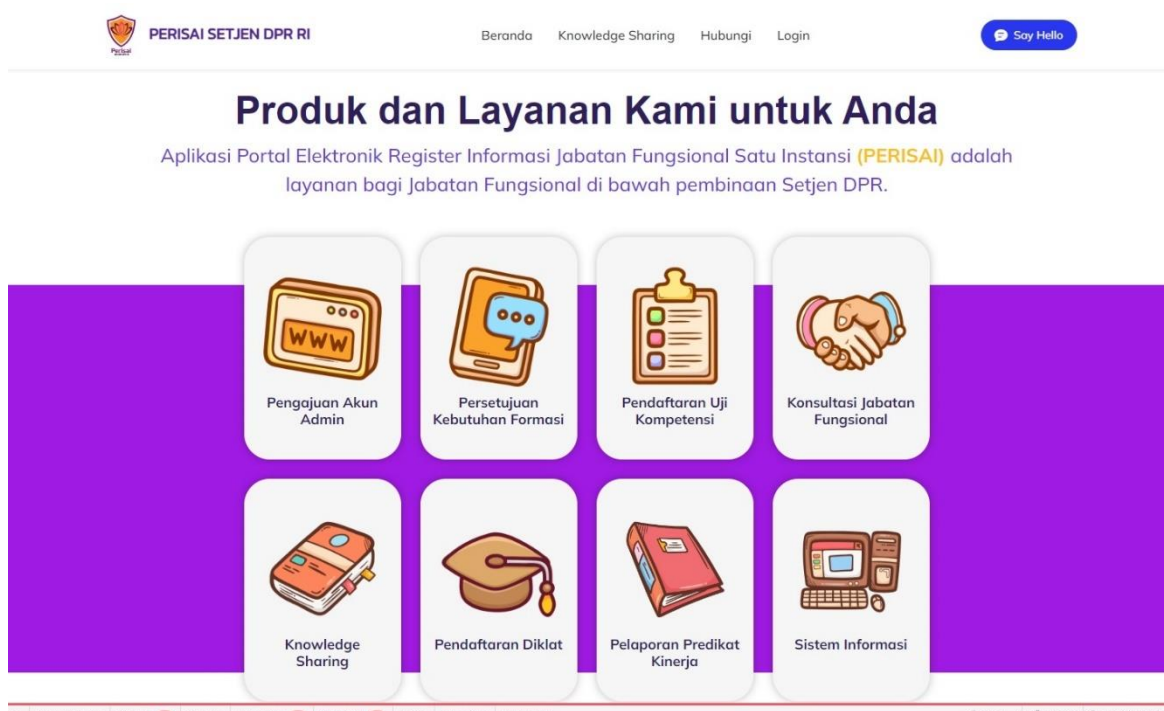 Perisai
PERISAI SETJEN DPR RI
Beranda
Knowledge Sharing
Hubungi
Login
Say Hello
Produk dan Layanan Kami untuk Anda
Aplikasi Portal Elektronik Register Informasi Jabatan Fungsional Satu Instansi (PERISAI) adalah
layanan bagi Jabatan Fungsional di bawah pembinaan Setjen DPR.
WWW
Pengajuan Akun
Admin
Persetujuan
Kebutuhan Formasi
Pendaftaran Uji
Kompetensi
Konsultasi Jabatan
Fungsional
Knowledge
Sharing
Pendaftaran Diklat
Pelaporan Predikat
Kinerja
Sistem Informasi